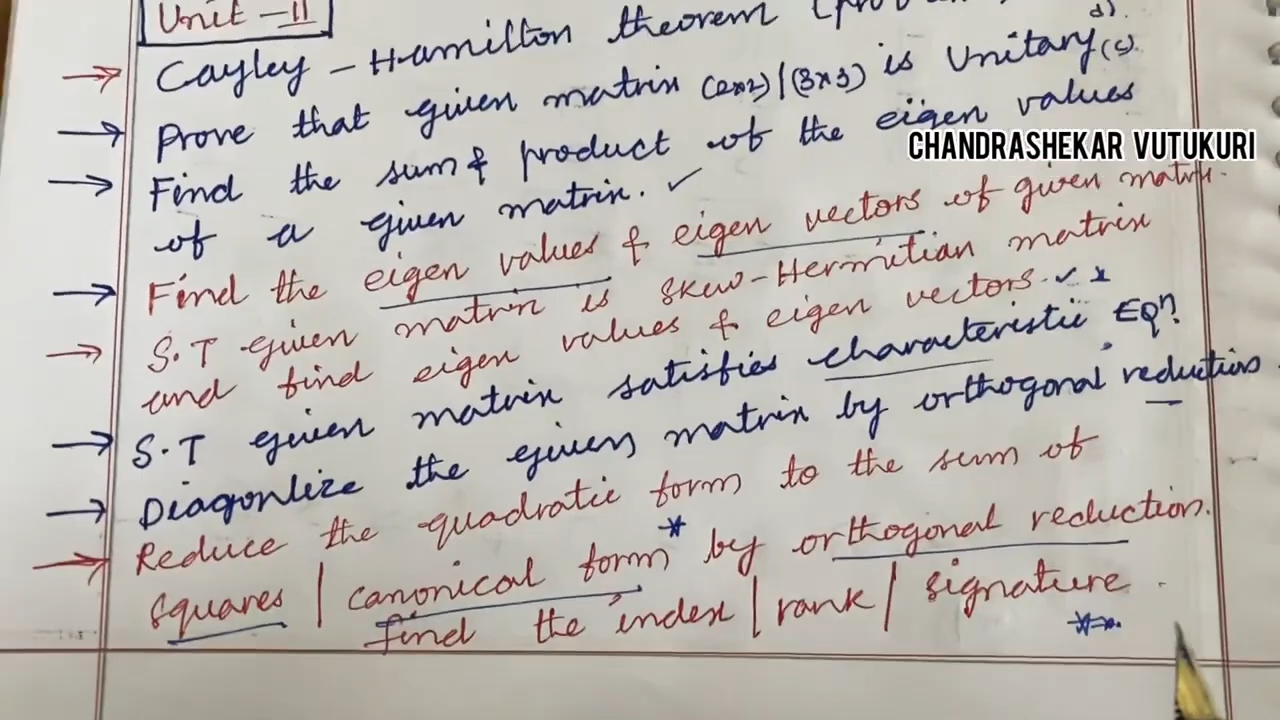 Unit - II
Cayley - Hamilton theorem
d)
Prove that given matrix (2x2) | (3x3) is Unitary (c)
Find the sum & product of the eigen values
CHANDRASHEKAR VUTUKURI
of a given matrix. ✓
Find the eigen values & eigen vectors of given matrix.
S.T given matrix is Skew-Hermitian matrix
and find eigen values & eigen vectors. ✓ x
S.T given matrix satisfies characteristic EQn?
Diagonlize the given matrix by orthogonal reduction
Reduce the quadratic form to the sum of
Squares | canonical form * by orthogonal reduction.
find the index | rank | signature